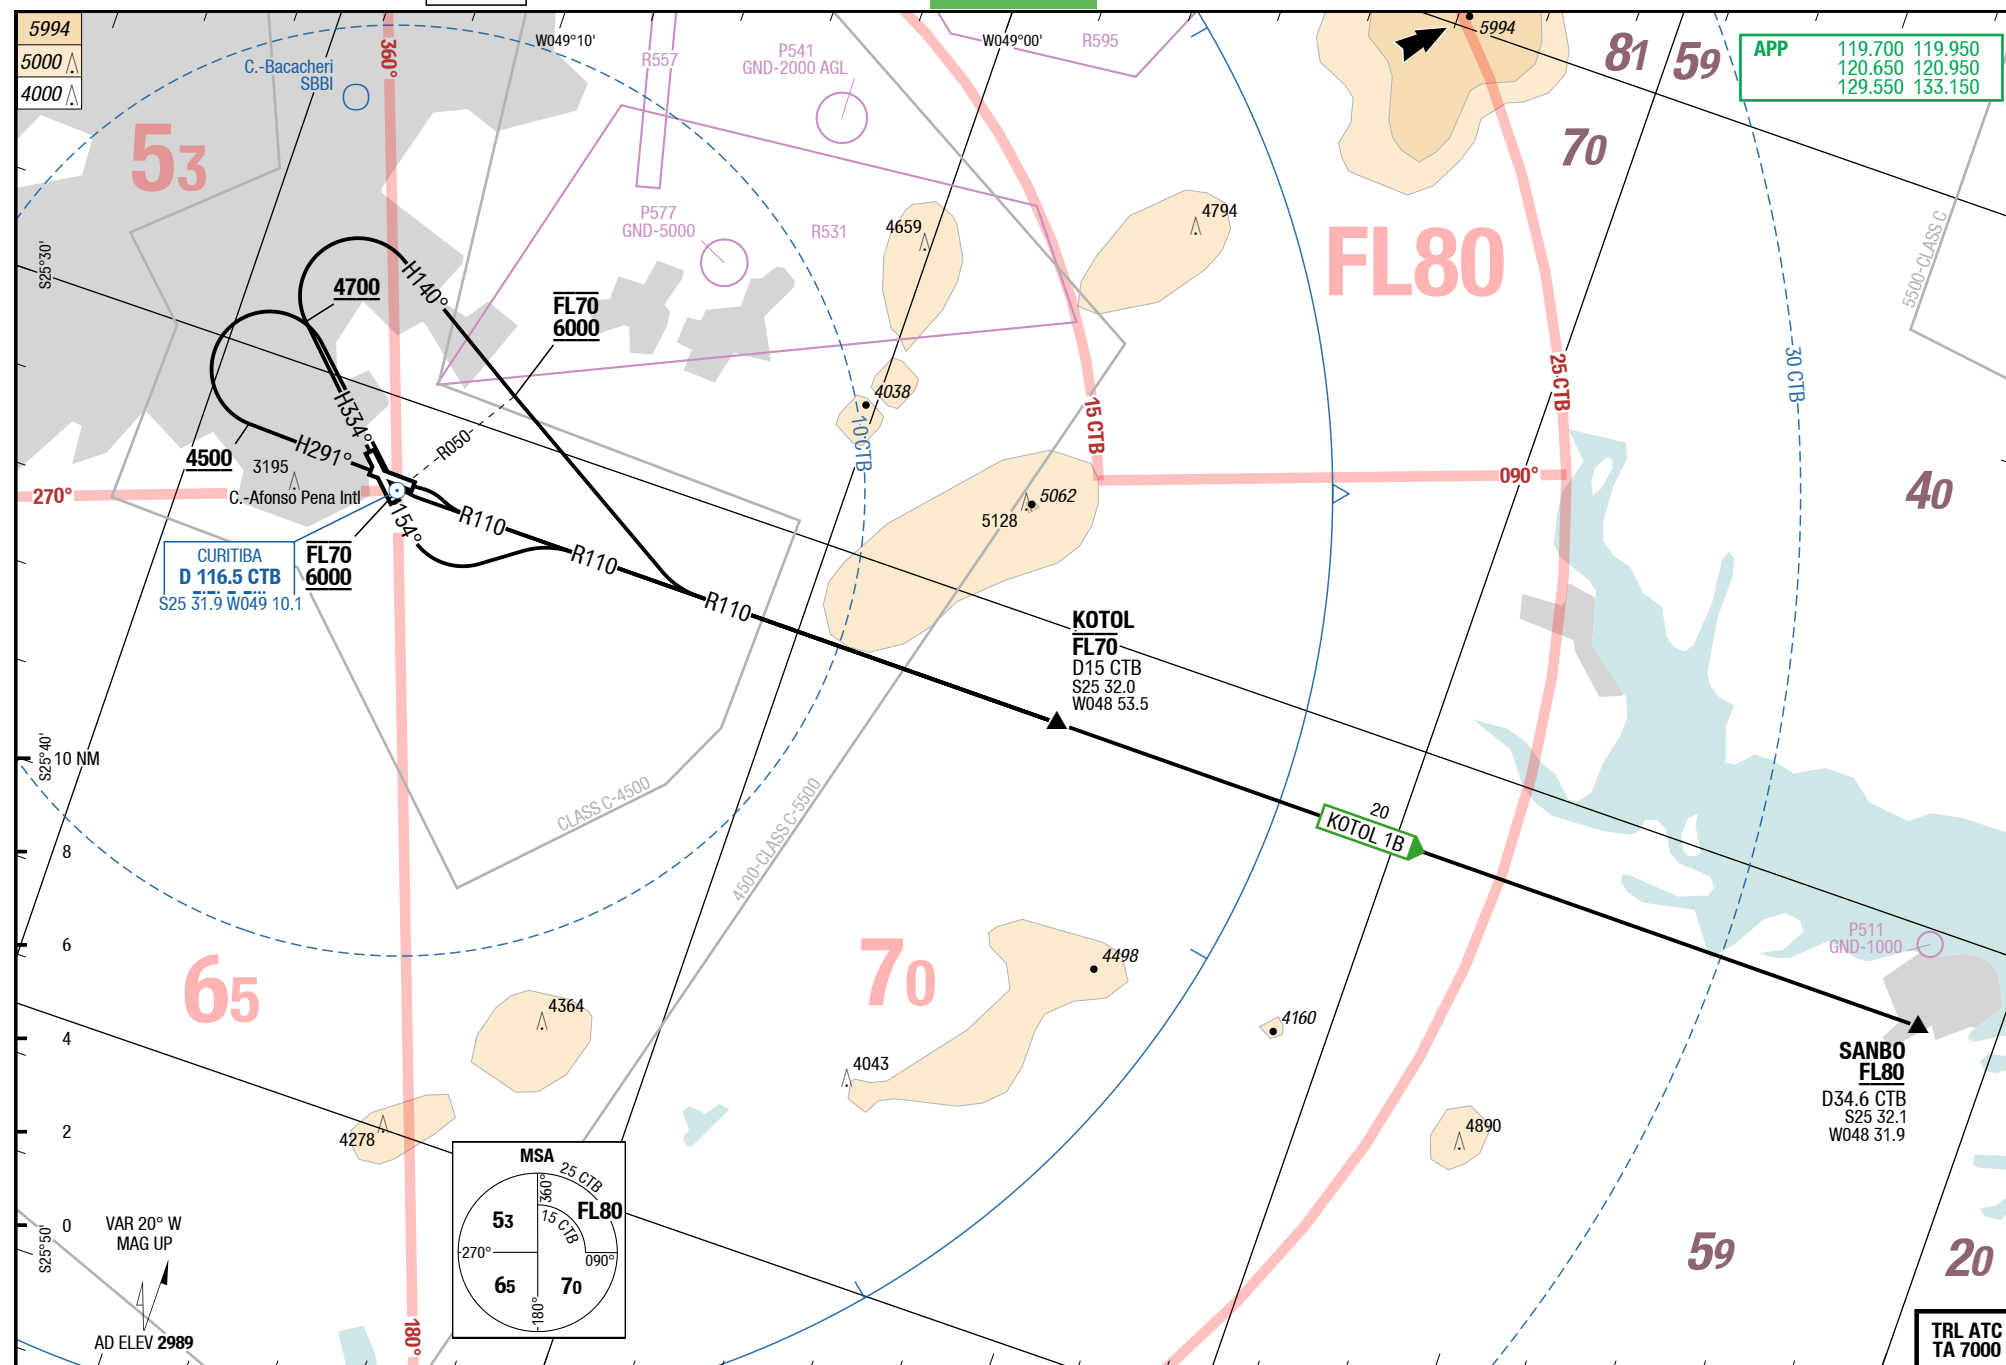 5994
5000
4000
C.-Bacacheri
SBBI
360°
W049°10'
R557
P541
GND-2000 AGL
W049°00'
R595
5994
81
59
APP
119.700 119.950
120.650 120.950
129.550 133.150
53
70
P577
GND-5000
R531
4659
4794
FL80
5500-CLASS C
S25°30'
4700
H140°
FL70
6000
4038
10 CTB
15 CTB
25 CTB
30 CTB
H334°
R050
4500
H291°
3195
C.-Afonso Pena Intl
270°
090°
5062
5128
40
R110
154°
R110
R110
CURITIBA
D 116.5 CTB
S25 31.9 W049 10.1
FL70
6000
KOTOL
FL70
D15 CTB
S25 32.0
W048 53.5
S25°40'
10 NM
8
6
4
2
0
CLASS C-4500
4500-CLASS C-5500
20
KOTOL 1B
P511
GND-1000
65
70
4498
4364
4160
4043
4278
4890
SANBO
FL80
D34.6 CTB
S25 32.1
W048 31.9
MSA
25 CTB
360°
15 CTB
FL80
53
270°
090°
65
70
180°
S25°50'
VAR 20° W
MAG UP
AD ELEV 2989
180°
59
20
TRL ATC
TA 7000